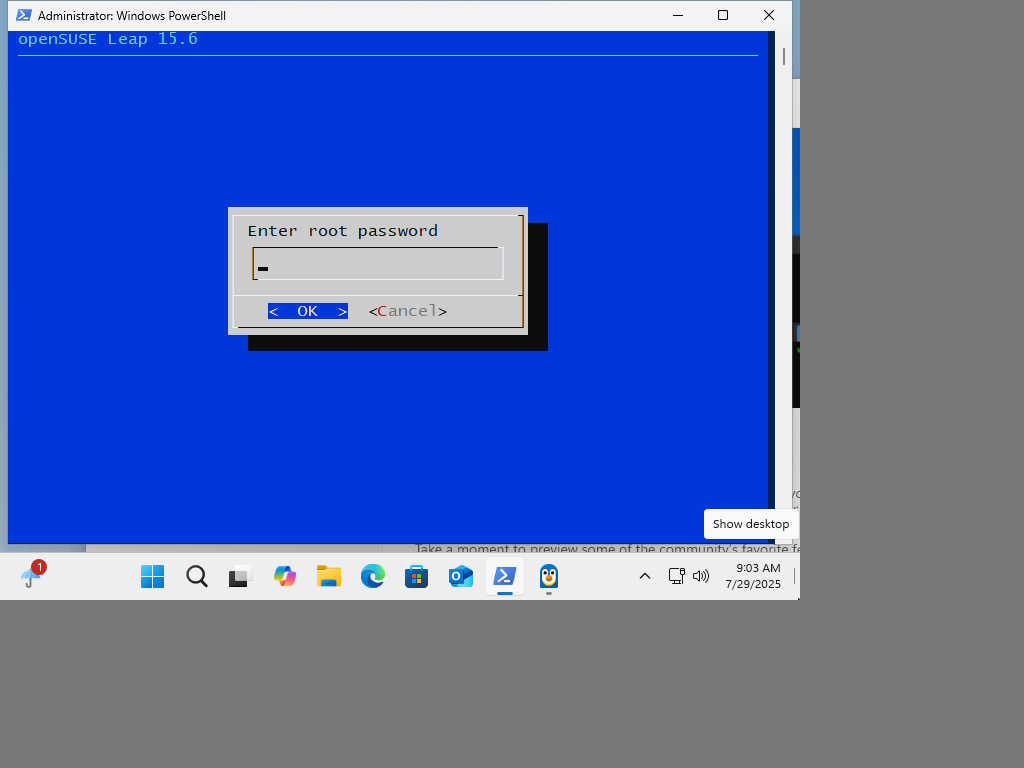 Administrator: Windows PowerShell
openSUSE Leap 15.6
Enter root password
< OK > <Cancel>
Show desktop
Take a moment to preview some of the community's favorite fe
1
9:03 AM
7/29/2025